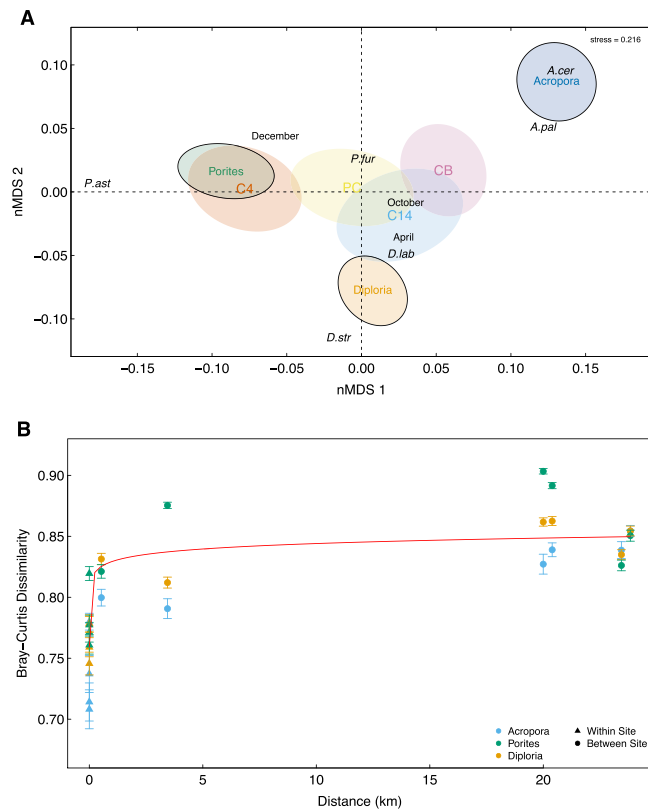 A
stress = 0.216
0.10
A.cer
Acropora
A.pal
0.05
December
P.fur
Porites
CB
P.ast
C4
PC
0.00
October
C14
April
D.lab
−0.05
Diploria
−0.10
D.str
nMDS 2
−0.15 −0.10 −0.05 0.00 0.05 0.10 0.15
nMDS 1
B
0.90
0.85
0.80
0.75
0.70
Bray−Curtis Dissimilarity
Acropora Within Site
Porites Between Site
Diploria
0 5 10 15 20
Distance (km)